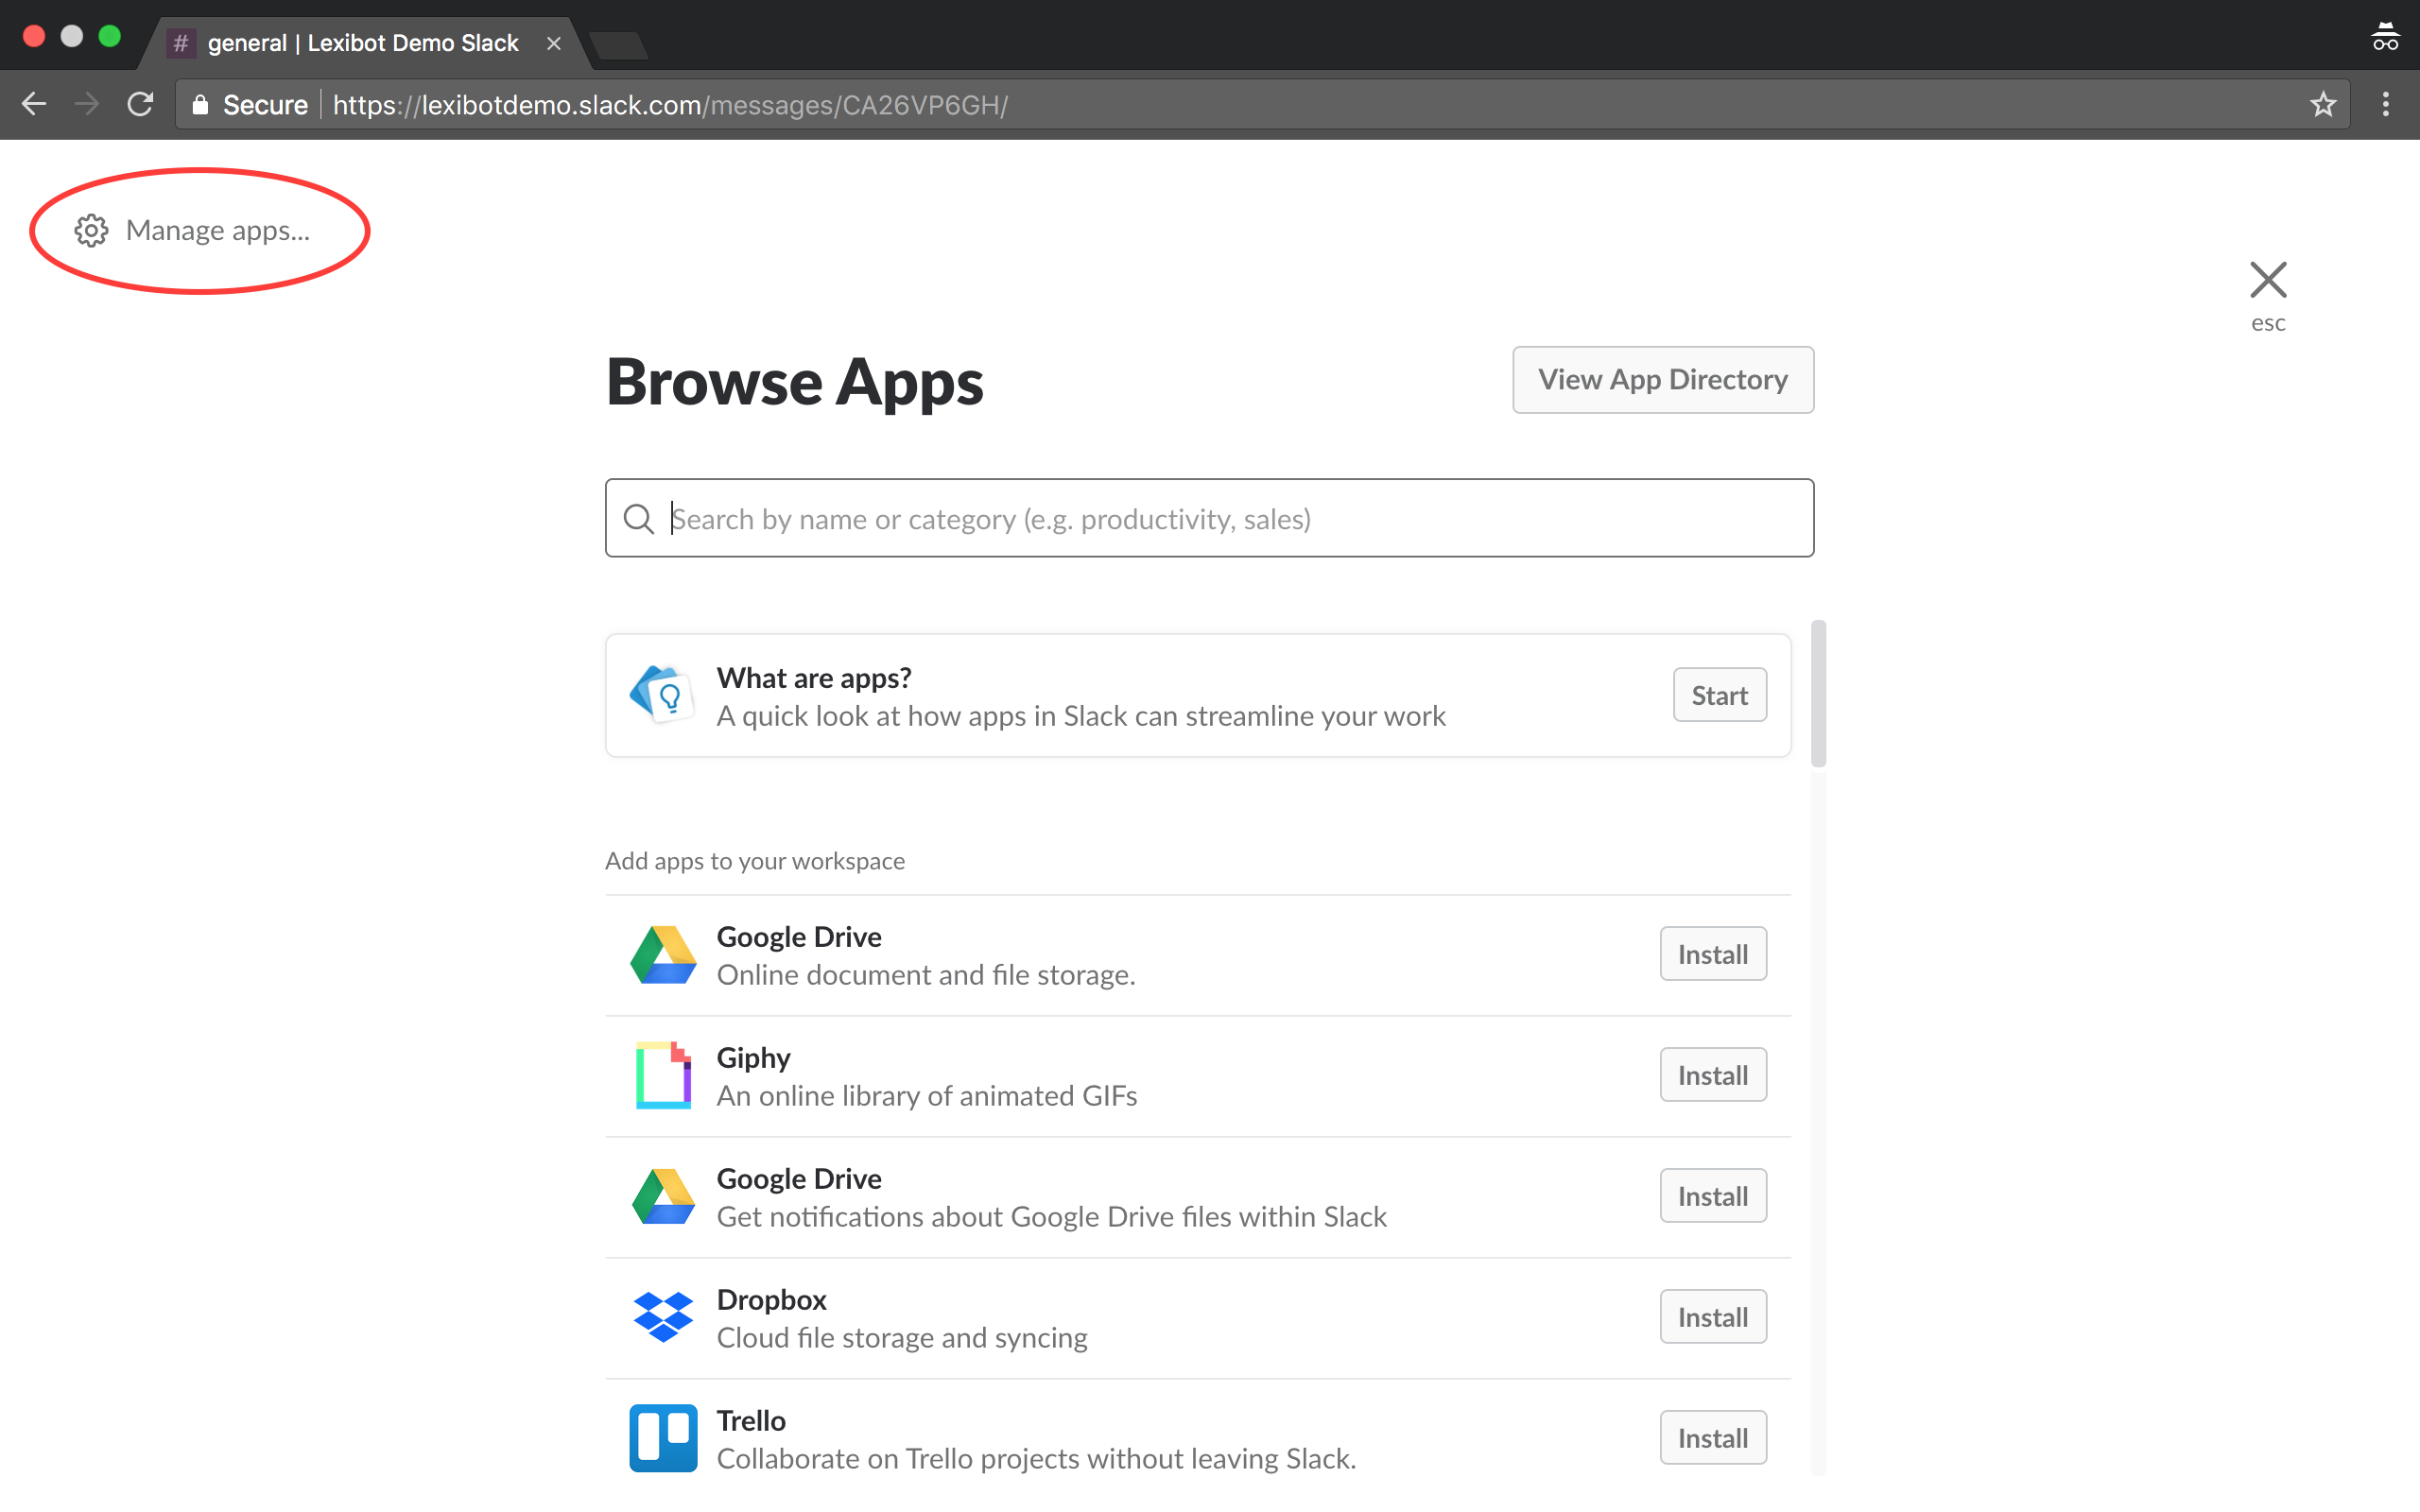 # general | Lexibot Demo Slack
Secure https://lexibotdemo.slack.com/messages/CA26VP6GH/
Manage apps...
esc
Browse Apps
View App Directory
Search by name or category (e.g. productivity, sales)
What are apps?
A quick look at how apps in Slack can streamline your work
Start
Add apps to your workspace
Google Drive
Online document and file storage.
Install
Giphy
An online library of animated GIFs
Install
Google Drive
Get notifications about Google Drive files within Slack
Install
Dropbox
Cloud file storage and syncing
Install
Trello
Collaborate on Trello projects without leaving Slack.
Install